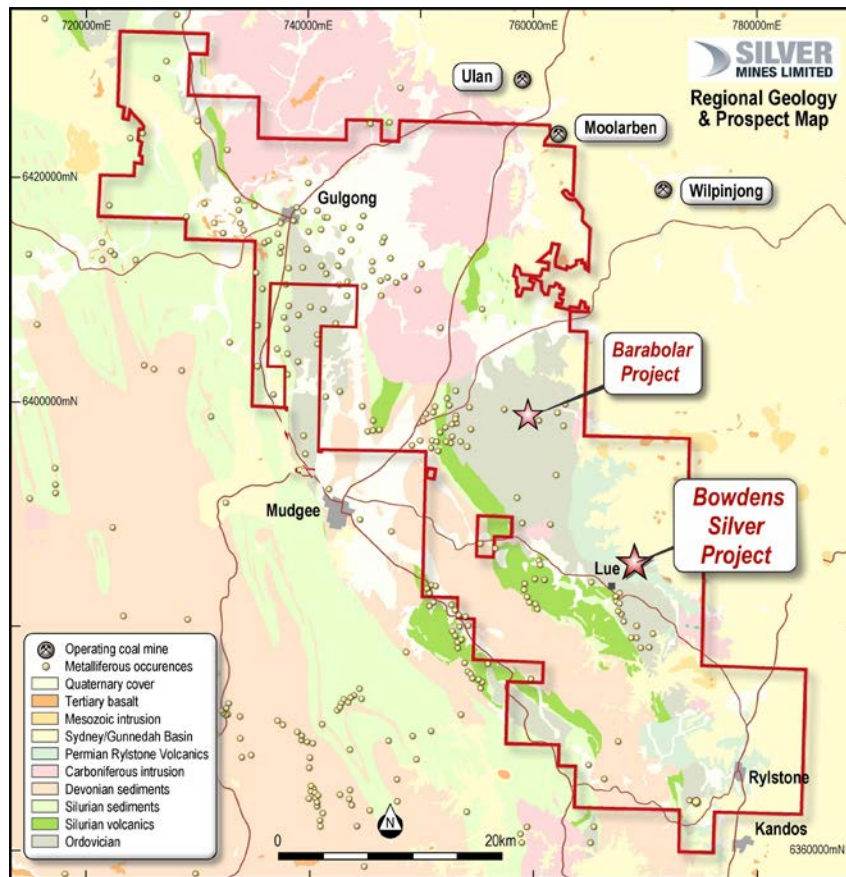 720000mE
740000mE
760000mE
780000mE
SILVER
MINES LIMITED
Regional Geology
& Prospect Map
Ulan
Moolarben
6420000mN
Wilpinjong
Gulgong
Barabolar
Project
6400000mN
Bowdens
Silver
Project
Mudgee
Lue
Operating coal mine
Metalliferous occurences
Quaternary cover
Tertiary basalt
Mesozoic intrusion
Sydney/Gunnedah Basin
Permian Rylstone Volcanics
Carboniferous intrusion
Devonian sediments
Silurian sediments
Silurian volcanics
Ordovician
N
0
20km
Rylstone
Kandos
6360000mN